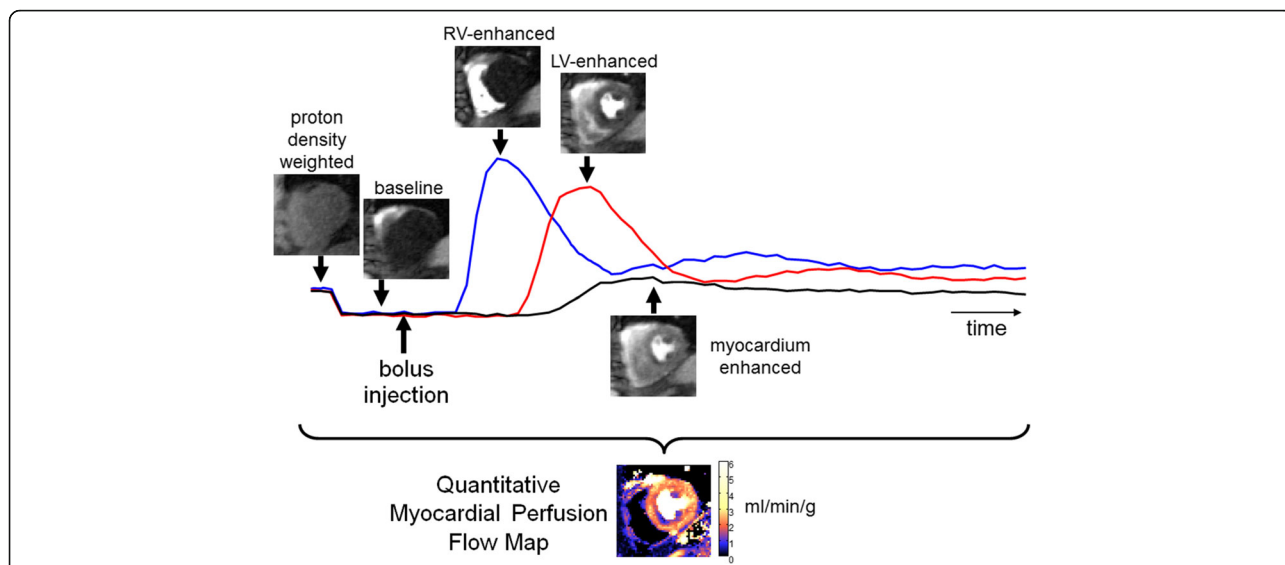 RV-enhanced
LV-enhanced
proton
density
weighted
baseline
bolus
injection
time
myocardium
enhanced
Quantitative
Myocardial Perfusion
Flow Map
6
5
4
3
2
1
0
ml/min/g